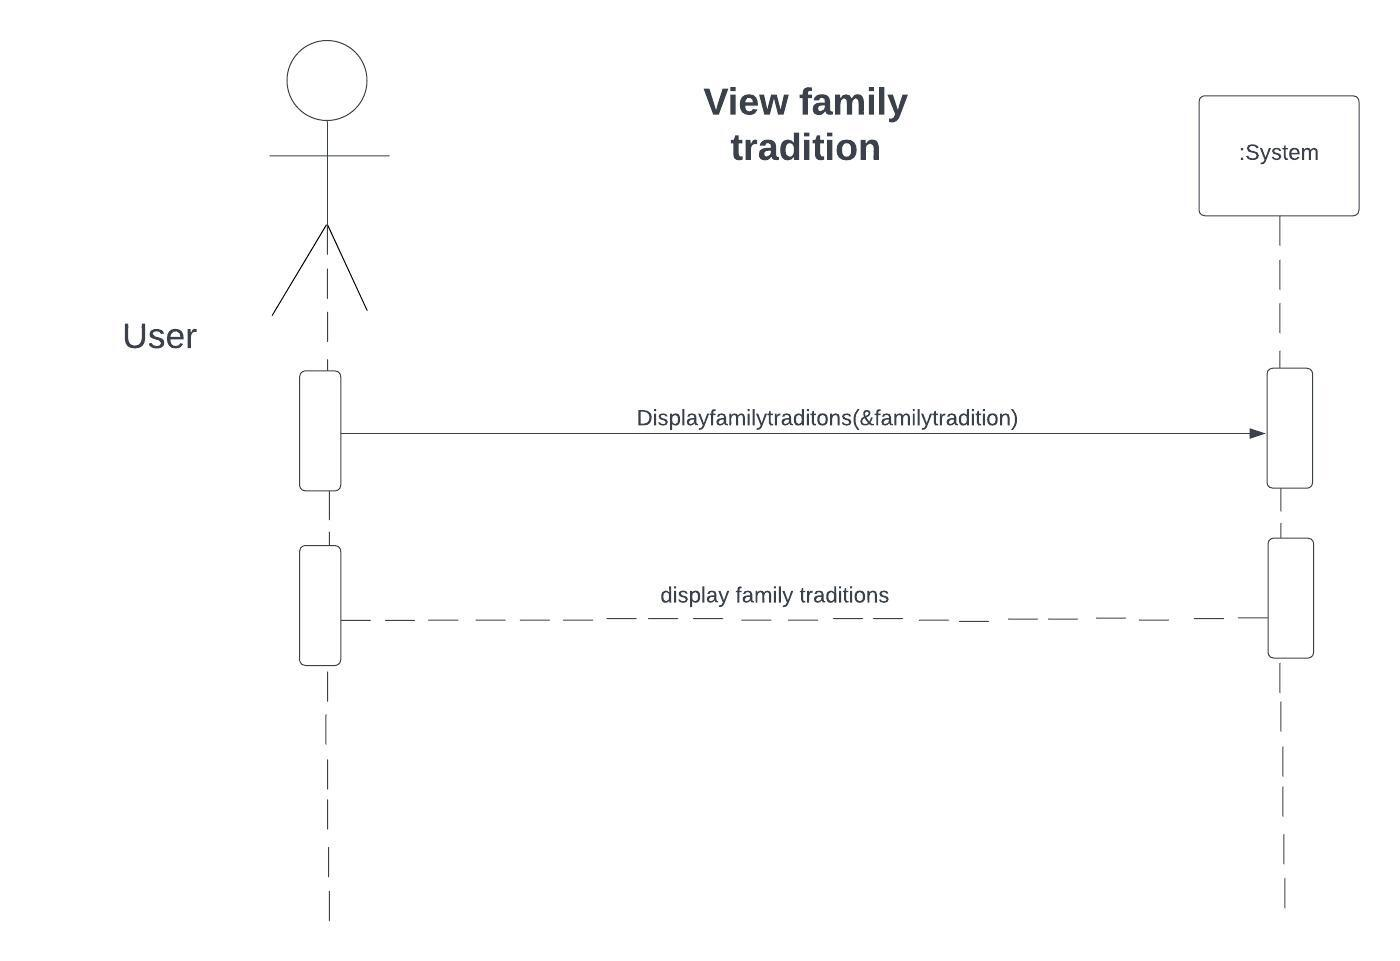 View family
tradition
:System
User
Displayfamilytraditons(&familytradition)
display family traditions